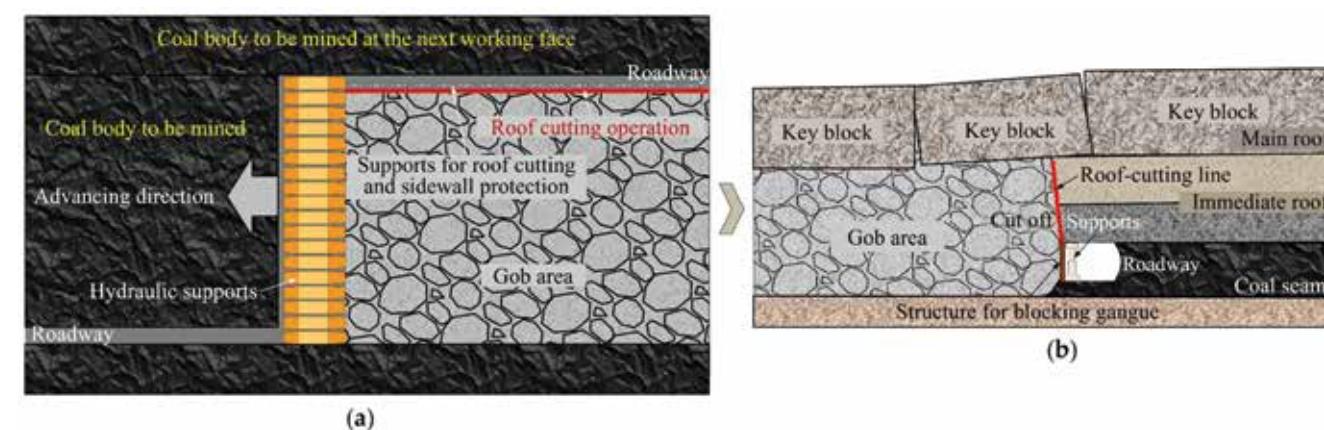 Coal body to be mined at the next working face
Roadway
Coal body to be mined
Roof cutting operation
Supports for roof cutting
and sidewall protection
Advancing direction
Gob area
Hydraulic supports
Roadway
(a)
Key block
Key block
Key block
Main roof
Roof-cutting line
Immediate roof
Cut off
Supports
Gob area
Roadway
Coal seam
Structure for blocking gangue
(b)